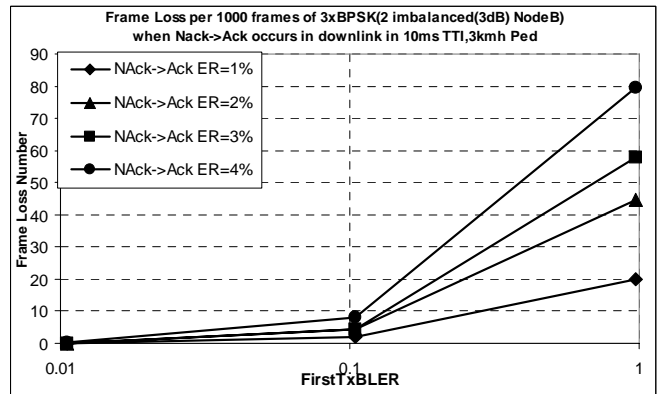 Frame Loss per 1000 frames of 3xBPSK(2 imbalanced(3dB) NodeB)
when Nack->Ack occurs in downlink in 10ms TTI,3kmh Ped
90
80
70
60
50
40
30
20
10
0
Frame Loss Number
NAck->Ack ER=1%
NAck->Ack ER=2%
NAck->Ack ER=3%
NAck->Ack ER=4%
0.01
0.1
1
FirstTxBLER